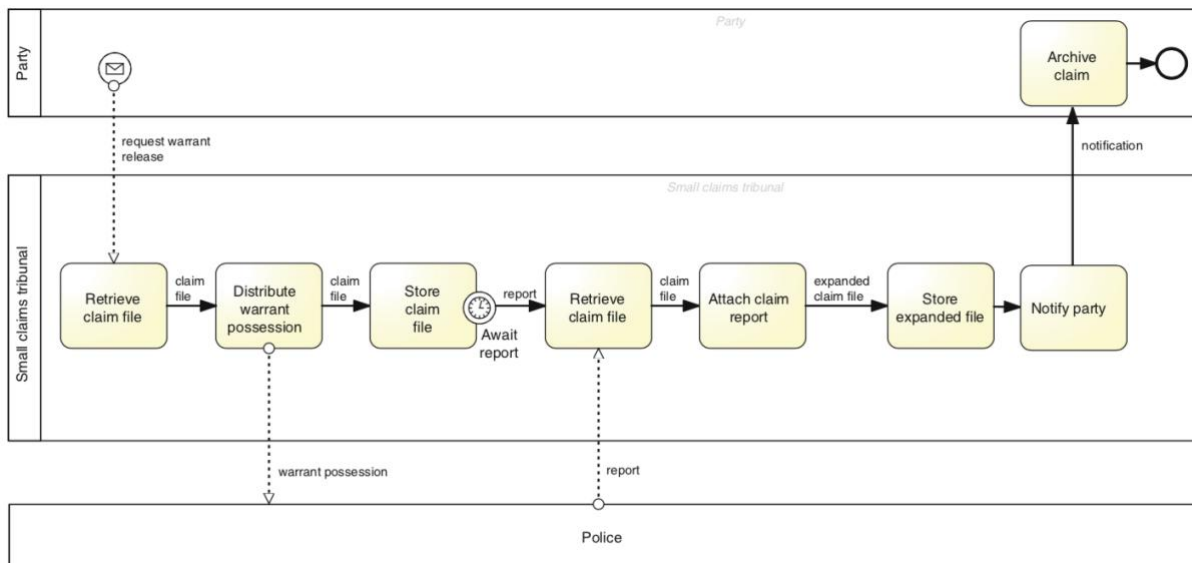 Party
Party
Archive
claim
request warrant
release
notification
Small claims tribunal
Small claims tribunal
Retrieve
claim file
claim
file
Distribute
warrant
possession
claim
file
Store
claim
file
Await
report
report
Retrieve
claim file
claim
file
Attach claim
report
expanded
claim file
Store
expanded file
Notify party
warrant possession
report
Police